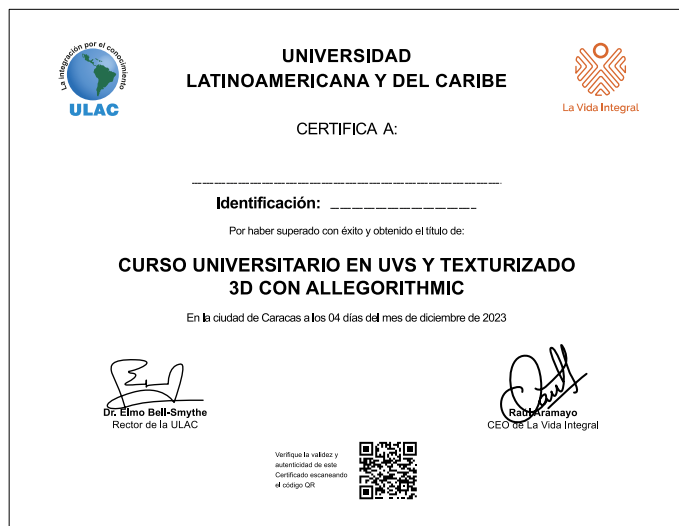 La integración por el conocimiento
ULAC
UNIVERSIDAD
LATINOAMERICANA Y DEL CARIBE
La Vida Integral
CERTIFICA A:
Identificación:
Por haber superado con éxito y obtenido el título de:
CURSO UNIVERSITARIO EN UVS Y TEXTURIZADO
3D CON ALLEGORITHMIC
En la ciudad de Caracas a los 04 días del mes de diciembre de 2023
Dr. Elmo Bell-Smythe
Rector de la ULAC
Raúl Aramayo
CEO de La Vida Integral
Verifique la validez y
autenticidad de este
Certificado escaneando
el código QR